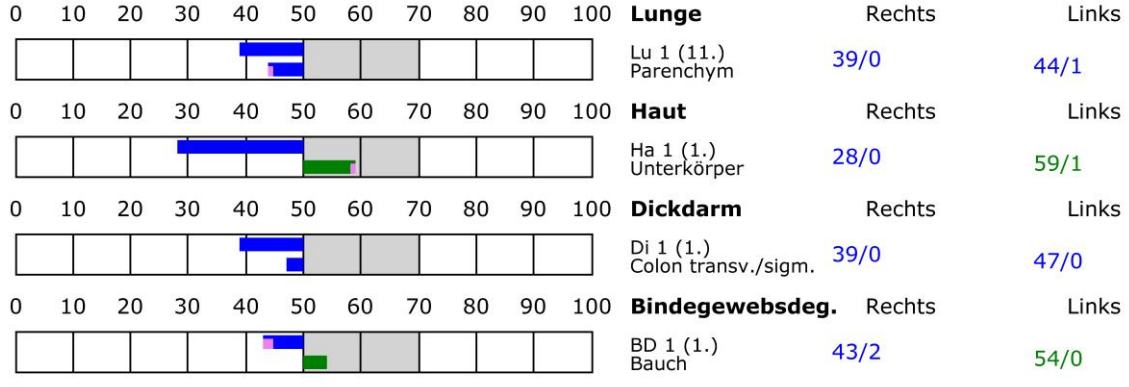 0 10 20 30 40 50 60 70 80 90 100 Lunge Rechts Links
Lu 1 (11.) 39/0 44/1
Parenchym
0 10 20 30 40 50 60 70 80 90 100 Haut Rechts Links
Ha 1 (1.) 28/0 59/1
Unterkörper
0 10 20 30 40 50 60 70 80 90 100 Dickdarm Rechts Links
Di 1 (1.) 39/0 47/0
Colon transv./sigm.
0 10 20 30 40 50 60 70 80 90 100 Bindegewebsdeg. Rechts Links
BD 1 (1.) 43/2 54/0
Bauch